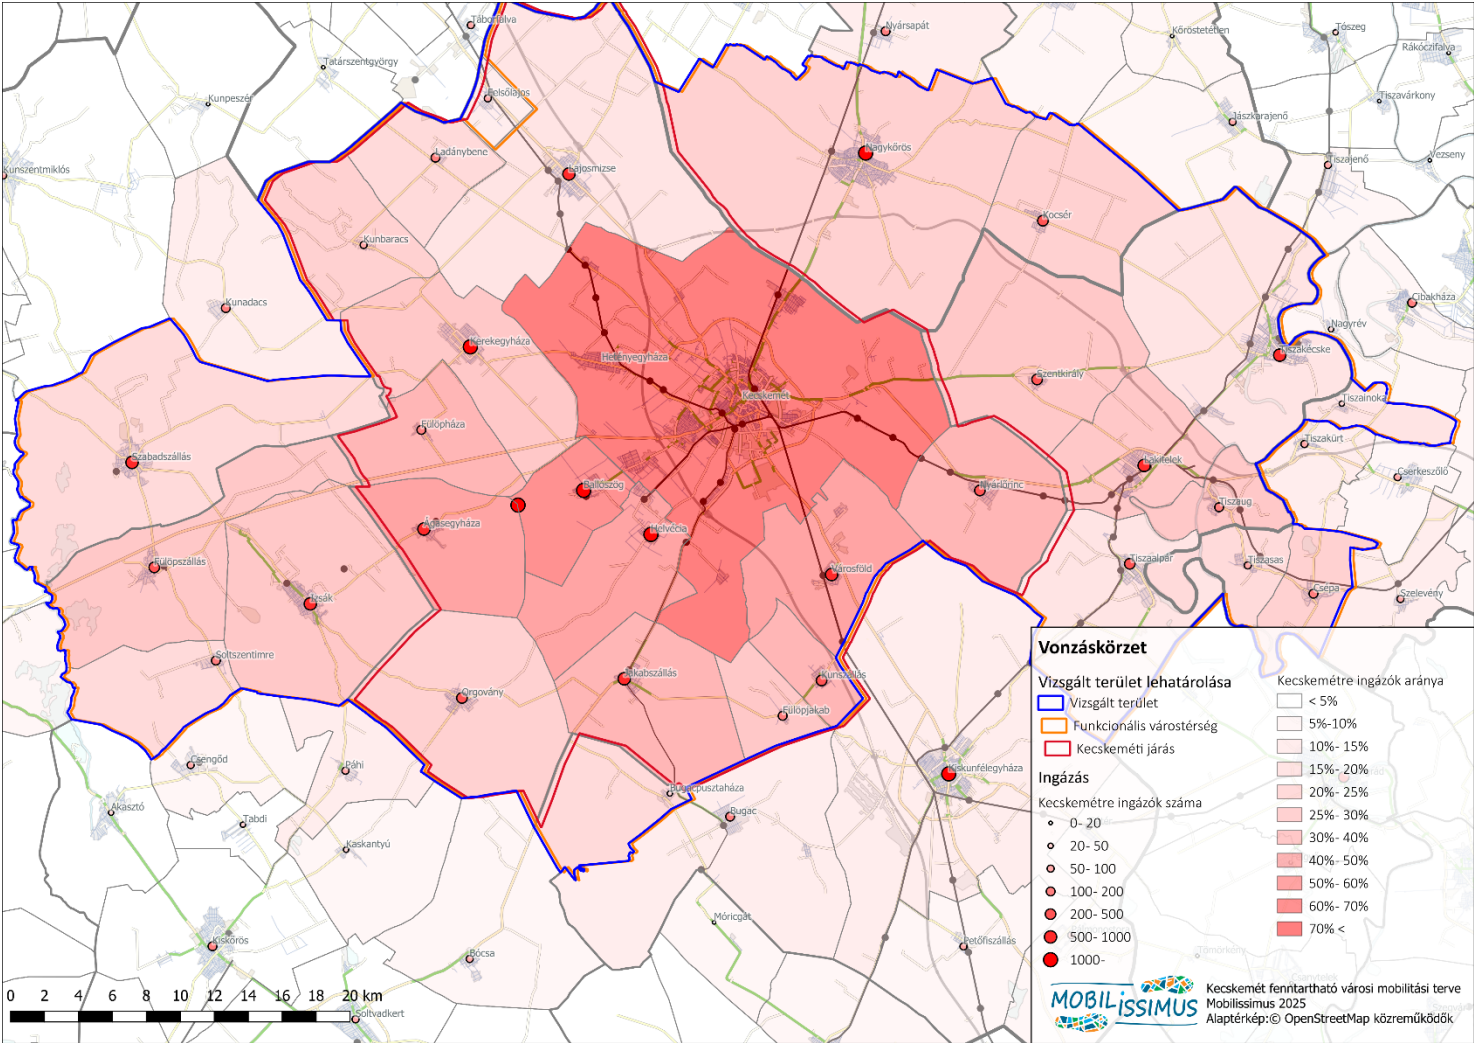 Táborfalva
Nyársapát
Kőröstetétlen
Tószeg
Rákóczifalva
Tatárszentgyörgy
Kunpeszér
Felsőlajos
Tiszavárkony
Jászkarajenő
Kunszentmiklós
Ladánybene
Lajosmizse
Nagykőrös
Tiszajenő
Vezseny
Kocsér
Kunbaracs
Kunadacs
Cibakháza
Nagyrév
Kerekegyháza
Hetényegyháza
Tiszakécske
Szentkirály
Kecskemét
Tiszainoka
Fülöpháza
Tiszakürt
Szabadszállás
Lakitelek
Cserkeszőlő
Ballószög
Nyárlőrinc
Tiszaug
Ágasegyháza
Helvécia
Fülöpszállás
Városföld
Tiszaalpár
Tiszasas
Izsák
Csépa
Szelevény
Soltszentimre
Jakabszállás
Kunszállás
Orgovány
Fülöpjakab
Csengőd
Páhi
Kiskunfélegyháza
Bugacpusztaháza
Akasztó
Tabdi
Bugac
Kaskantyú
Móricgát
Kiskőrös
Bócsa
Petőfiszállás
Tömörkény
Csanytelek
Soltvadkert
Vonzáskörzet
Vizsgált terület lehatárolása
Vizsgált terület
Funkcionális várostérség
Kecskeméti járás
Ingázás
Kecskemétre ingázók száma
0- 20
20- 50
50- 100
100- 200
200- 500
500- 1000
1000-
Kecskemétre ingázók aránya
< 5%
5%-10%
10%- 15%
15%- 20%
20%- 25%
25%- 30%
30%- 40%
40%- 50%
50%- 60%
60%- 70%
70% <
0 2 4 6 8 10 12 14 16 18 20 km
MOBILISSIMUS
Kecskemét fenntartható városi mobilitási terve
Mobilissimus 2025
Alaptérkép:© OpenStreetMap közreműködők